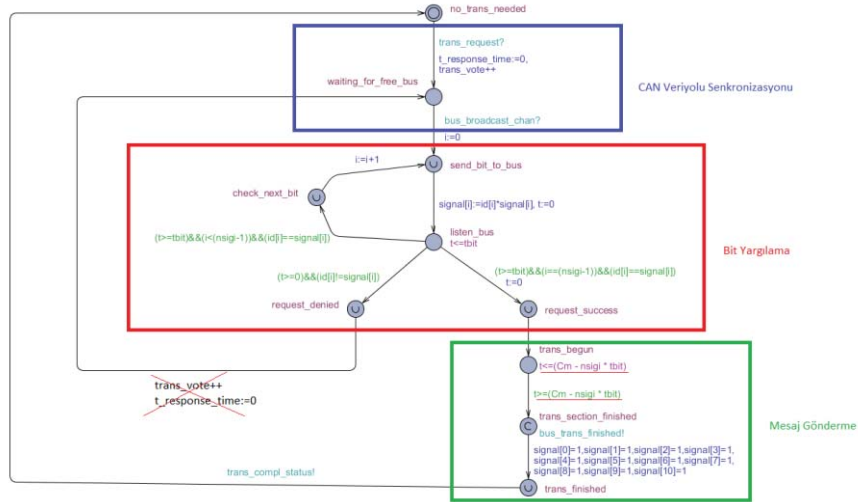 no_trans_needed
trans_request?
t_response_time:=0,
trans_vote++
waiting_for_free_bus
CAN Veriyolu Senkronizasyonu
bus_broadcast_chan?
i:=0
i:=i+1
send_bit_to_bus
check_next_bit
signal[i]:=id[i]*signal[i], t:=0
listen_bus
t<=tbit
(t>=tbit)&&(i<(nsigi-1))&&(id[i]==signal[i])
Bit Yargılama
(t>=0)&&(id[i]!=signal[i])
(t>=tbit)&&(i==(nsigi-1))&&(id[i]==signal[i])
t:=0
request_denied
request_success
trans_begun
t<=(Cm - nsigi * tbit)
trans_vote++
t_response_time:=0
t>=(Cm - nsigi * tbit)
trans_section_finished
bus_trans_finished!
Mesaj Gönderme
signal[0]=1,signal[1]=1,signal[2]=1,signal[3]=1,
signal[4]=1,signal[5]=1,signal[6]=1,signal[7]=1,
signal[8]=1,signal[9]=1,signal[10]=1
trans_compl_status!
trans_finished